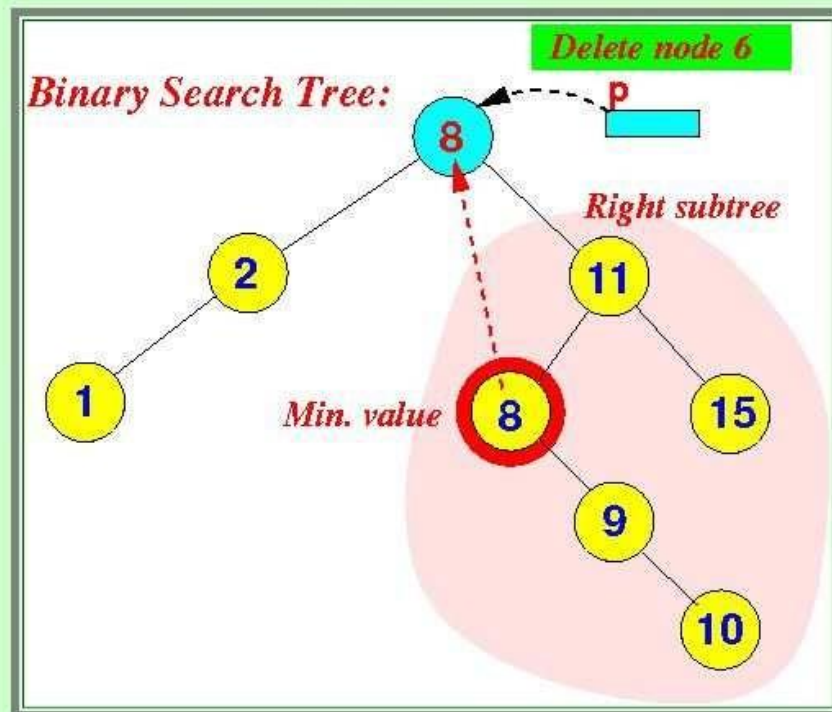 Delete node 6
Binary Search Tree:
p
8
Right subtree
2
11
1
Min. value
8
15
9
10